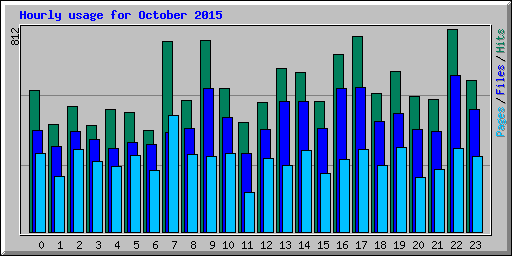 Hourly usage for October 2015
812
Pages / Files / Hits
0 1 2 3 4 5 6 7 8 9 10 11 12 13 14 15 16 17 18 19 20 21 22 23